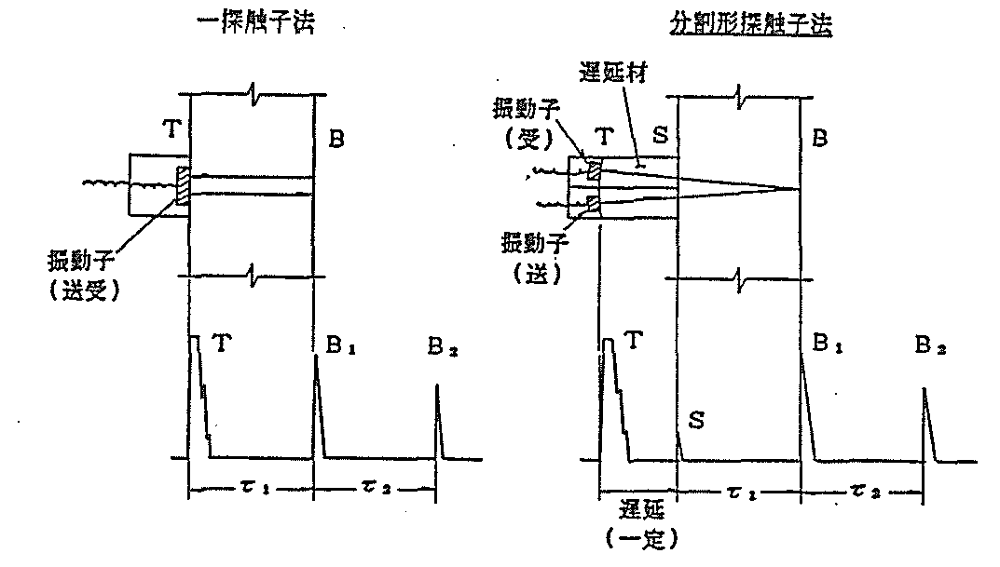 一探触子法
T
B
振動子
(送受)
T
B₁
B₂
τ₁
τ₂
分割形探触子法
遅延材
振動子
(受)
T
S
B
振動子
(送)
T
S
B₁
B₂
τ₁
τ₂
遅延
(一定)